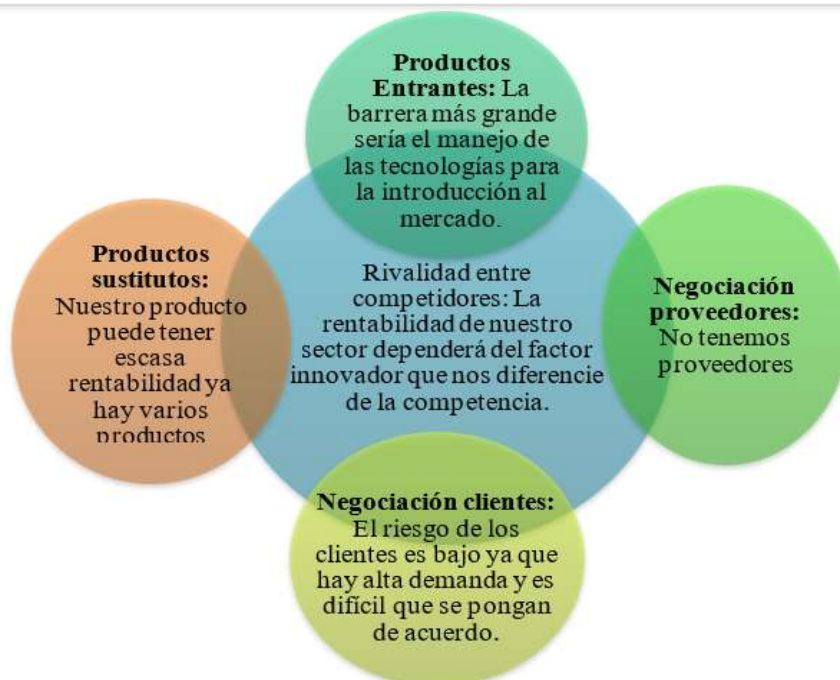 Productos
Entrantes: La
barrera más grande
sería el manejo de
las tecnologías para
la introducción al
mercado.
Productos
sustitutos:
Nuestro producto
puede tener
escasa
rentabilidad ya
hay varios
productos
Rivalidad entre
competidores: La
rentabilidad de nuestro
sector dependerá del factor
innovador que nos diferencie
de la competencia.
Negociación
proveedores:
No tenemos
proveedores
Negociación clientes:
El riesgo de los
clientes es bajo ya que
hay alta demanda y es
difícil que se pongan
de acuerdo.